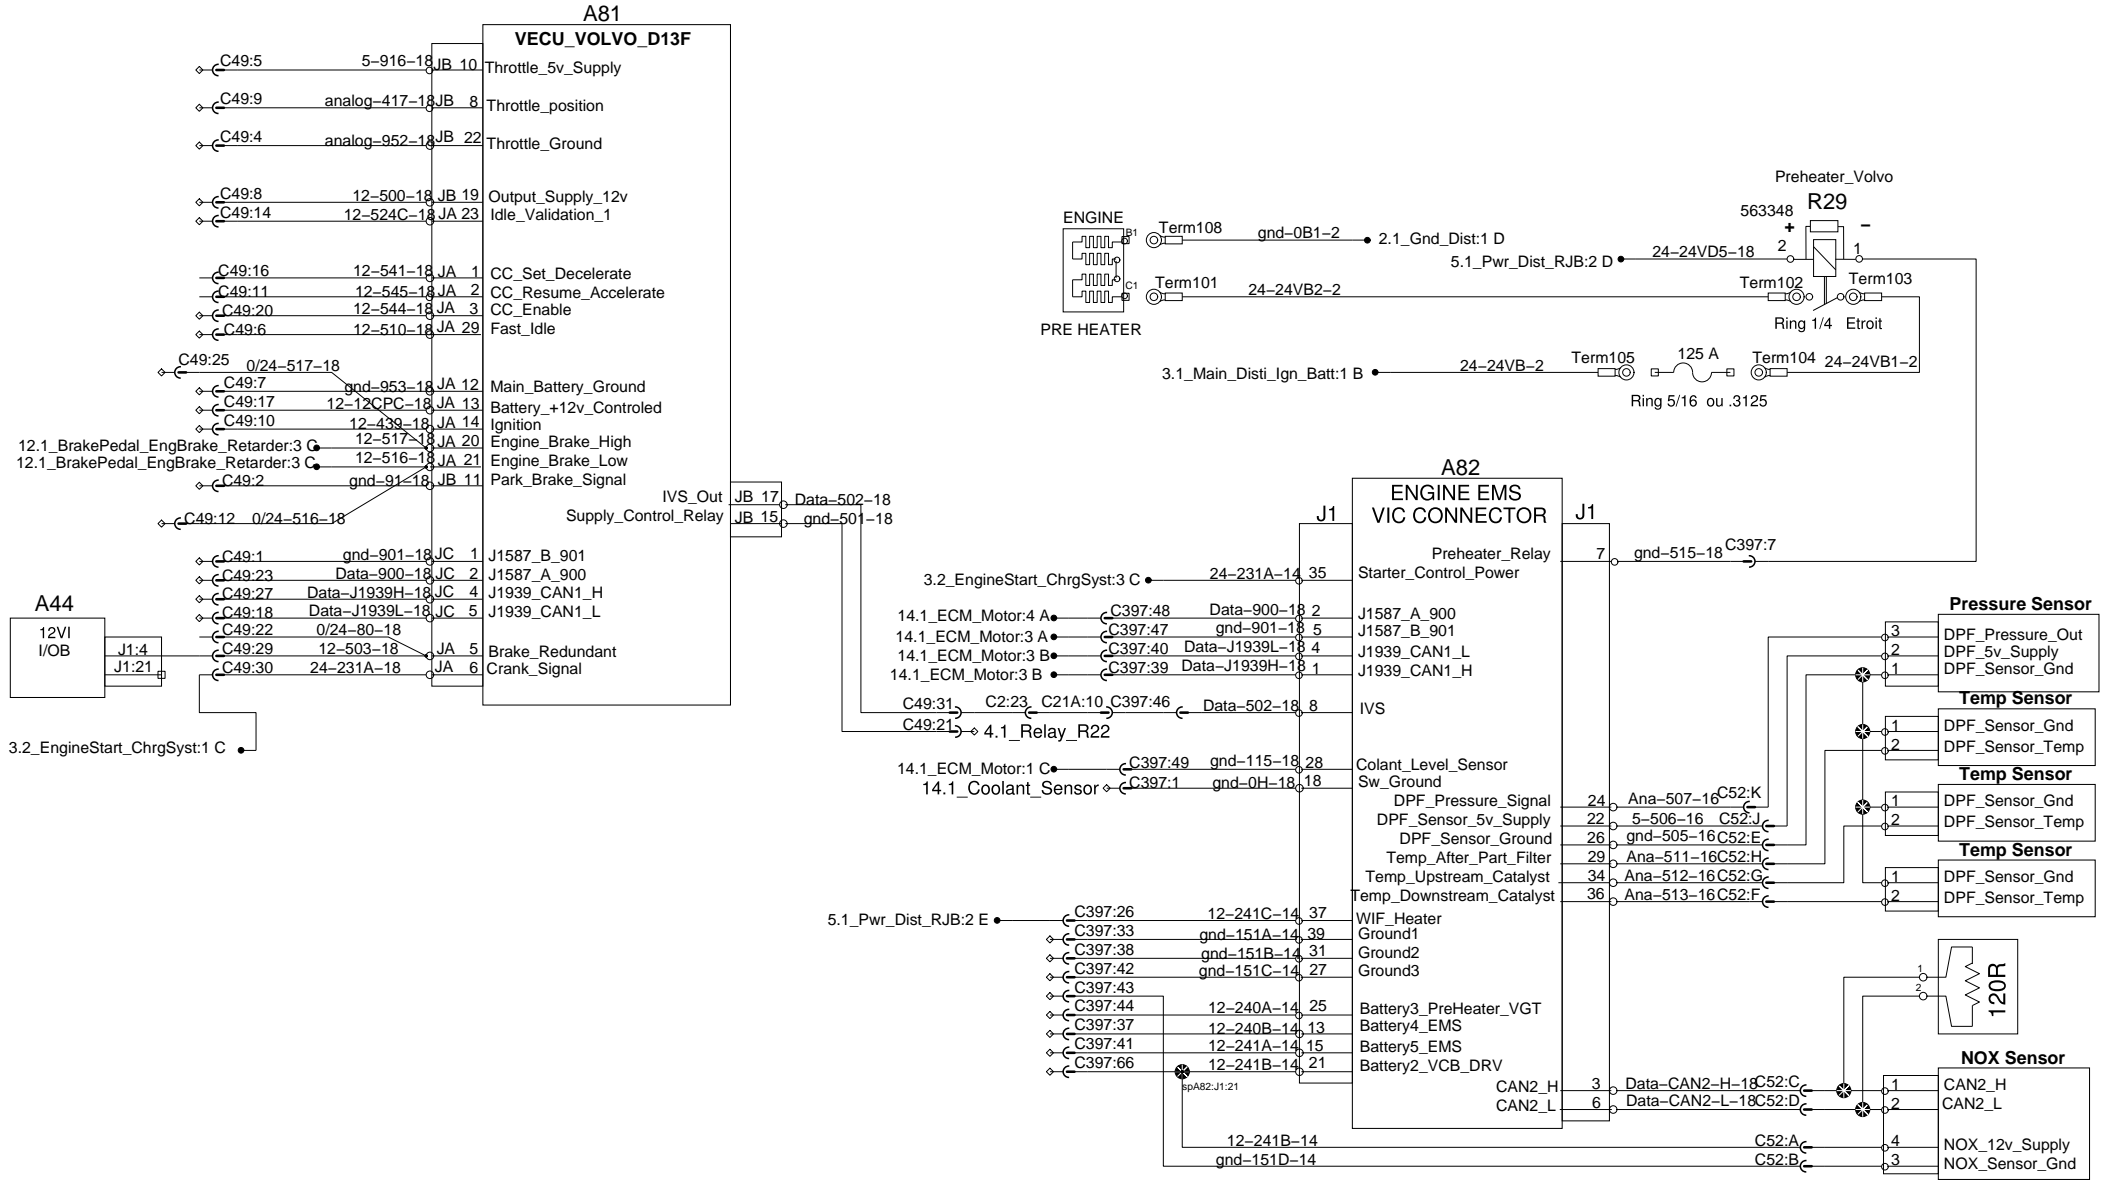 A81
VECU_VOLVO_D13F
C49:5 5-916-18 JB 10 Throttle_5v_Supply
C49:9 analog-417-18 JB 8 Throttle_position
C49:4 analog-952-18 JB 22 Throttle_Ground
C49:8 12-500-18 JB 19 Output_Supply_12v
C49:14 12-524C-18 JA 23 Idle_Validation_1
C49:16 12-541-18 JA 1 CC_Set_Decelerate
C49:11 12-545-18 JA 2 CC_Resume_Accelerate
C49:20 12-544-18 JA 3 CC_Enable
C49:6 12-510-18 JA 29 Fast_Idle
C49:25 0/24-517-18
C49:7 gnd-953-18 JA 12 Main_Battery_Ground
C49:17 12-12CPC-18 JA 13 Battery_+12v_Controled
C49:10 12-439-18 JA 14 Ignition
12.1_BrakePedal_EngBrake_Retarder:3 C 12-517-18 JA 20 Engine_Brake_High
12.1_BrakePedal_EngBrake_Retarder:3 C 12-516-18 JA 21 Engine_Brake_Low
C49:2 gnd-91-18 JB 11 Park_Brake_Signal
IVS_Out JB 17 Data-502-18
Supply_Control_Relay JB 15 gnd-501-18
C49:12 0/24-516-18
C49:1 gnd-901-18 JC 1 J1587_B_901
C49:23 Data-900-18 JC 2 J1587_A_900
C49:27 Data-J1939H-18 JC 4 J1939_CAN1_H
C49:18 Data-J1939L-18 JC 5 J1939_CAN1_L
C49:22 0/24-80-18
C49:29 12-503-18 JA 5 Brake_Redundant
C49:30 24-231A-18 JA 6 Crank_Signal
A44
12VI
I/OB
J1:4
J1:21
3.2_EngineStart_ChrgSyst:1 C
Preheater_Volvo
R29
563348
+ -
2 1
ENGINE
B1
C1
PRE HEATER
Term108 gnd-0B1-2 2.1_Gnd_Dist:1 D
5.1_Pwr_Dist_RJB:2 D 24-24VD5-18
Term101 24-24VB2-2 Term102 Term103
Ring 1/4 Etroit
3.1_Main_Disti_Ign_Batt:1 B 24-24VB-2 Term105 125 A Term104 24-24VB1-2
Ring 5/16 ou .3125
A82
ENGINE EMS
VIC CONNECTOR
J1 J1
Preheater_Relay 7 gnd-515-18 C397:7
3.2_EngineStart_ChrgSyst:3 C 24-231A-14 35 Starter_Control_Power
14.1_ECM_Motor:4 A C397:48 Data-900-18 2 J1587_A_900
14.1_ECM_Motor:3 A C397:47 gnd-901-18 5 J1587_B_901
14.1_ECM_Motor:3 B C397:40 Data-J1939L-18 4 J1939_CAN1_L
14.1_ECM_Motor:3 B C397:39 Data-J1939H-18 1 J1939_CAN1_H
C49:31 C2:23 C21A:10 C397:46 Data-502-18 8 IVS
C49:21 4.1_Relay_R22
14.1_ECM_Motor:1 C C397:49 gnd-115-18 28 Colant_Level_Sensor
14.1_Coolant_Sensor C397:1 gnd-0H-18 18 Sw_Ground
DPF_Pressure_Signal 24 Ana-507-16 C52:K
DPF_Sensor_5v_Supply 22 5-506-16 C52:J
DPF_Sensor_Ground 26 gnd-505-16 C52:E
Temp_After_Part_Filter 29 Ana-511-16 C52:H
Temp_Upstream_Catalyst 34 Ana-512-16 C52:G
Temp_Downstream_Catalyst 36 Ana-513-16 C52:F
5.1_Pwr_Dist_RJB:2 E C397:26 12-241C-14 37 WIF_Heater
C397:33 gnd-151A-14 39 Ground1
C397:38 gnd-151B-14 31 Ground2
C397:42 gnd-151C-14 27 Ground3
C397:43
C397:44 12-240A-14 25 Battery3_PreHeater_VGT
C397:37 12-240B-14 13 Battery4_EMS
C397:41 12-241A-14 15 Battery5_EMS
C397:66 12-241B-14 21 Battery2_VCB_DRV
spA82:J1:21
CAN2_H 3 Data-CAN2-H-18 C52:C
CAN2_L 6 Data-CAN2-L-18 C52:D
12-241B-14 C52:A
gnd-151D-14 C52:B
Pressure Sensor
3 DPF_Pressure_Out
2 DPF_5v_Supply
1 DPF_Sensor_Gnd
Temp Sensor
1 DPF_Sensor_Gnd
2 DPF_Sensor_Temp
Temp Sensor
1 DPF_Sensor_Gnd
2 DPF_Sensor_Temp
Temp Sensor
1 DPF_Sensor_Gnd
2 DPF_Sensor_Temp
1
2
120R
NOX Sensor
1 CAN2_H
2 CAN2_L
4 NOX_12v_Supply
3 NOX_Sensor_Gnd